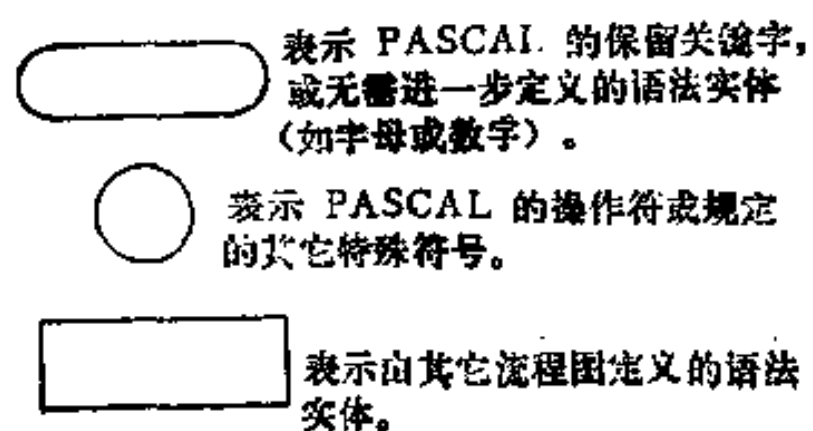 表示 PASCAL 的保留关键字，
或无需进一步定义的语法实体
（如字母或数字）。
表示 PASCAL 的操作符或规定
的其它特殊符号。
表示由其它流程图定义的语法
实体。